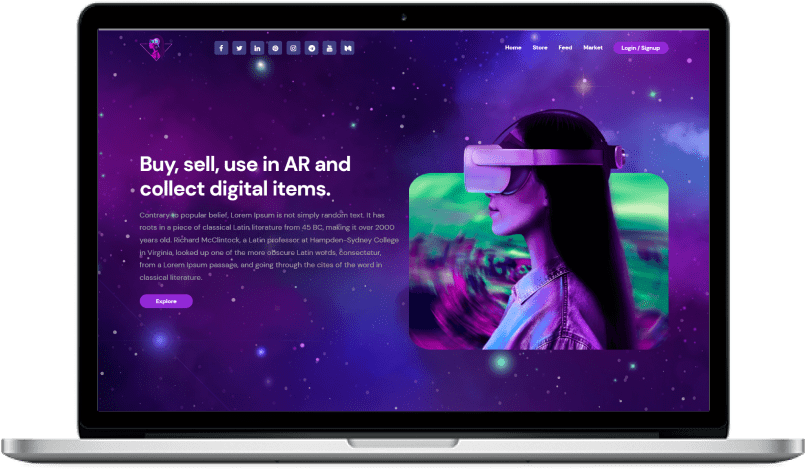 Home Store Feed Market Login / Signup
Buy, sell, use in AR and
collect digital items.
Contrary to popular belief, Lorem Ipsum is not simply random text. It has
roots in a piece of classical Latin literature from 45 BC, making it over 2000
years old. Richard McClintock, a Latin professor at Hampden-Sydney College
in Virginia, looked up one of the more obscure Latin words, consectetur,
from a Lorem Ipsum passage, and going through the cites of the word in
classical literature.
Explore